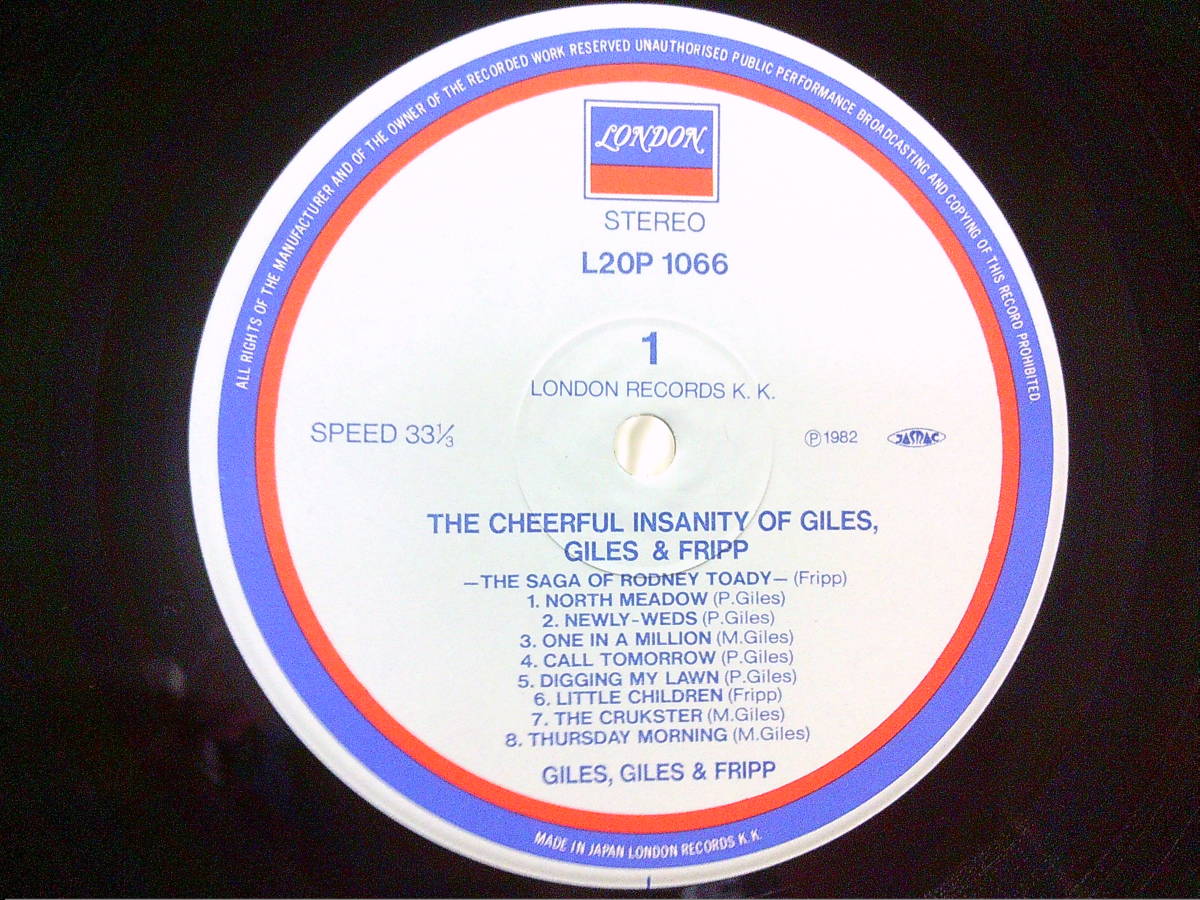 ALL RIGHTS OF THE MANUFACTURER AND OF THE OWNER OF THE RECORDED WORK RESERVED UNAUTHORISED PUBLIC PERFORMANCE BROADCASTING AND COPYING OF THIS RECORD PROHIBITED.
LONDON
STEREO
L20P 1066
1
LONDON RECORDS K. K.
SPEED 33⅓
Ⓟ1982
JASRAC
THE CHEERFUL INSANITY OF GILES,
GILES & FRIPP
—THE SAGA OF RODNEY TOADY— (Fripp)
1. NORTH MEADOW (P.Giles)
2. NEWLY-WEDS (P.Giles)
3. ONE IN A MILLION (M.Giles)
4. CALL TOMORROW (P.Giles)
5. DIGGING MY LAWN (P.Giles)
6. LITTLE CHILDREN (Fripp)
7. THE CRUKSTER (M.Giles)
8. THURSDAY MORNING (M.Giles)
GILES, GILES & FRIPP
MADE IN JAPAN LONDON RECORDS K. K.